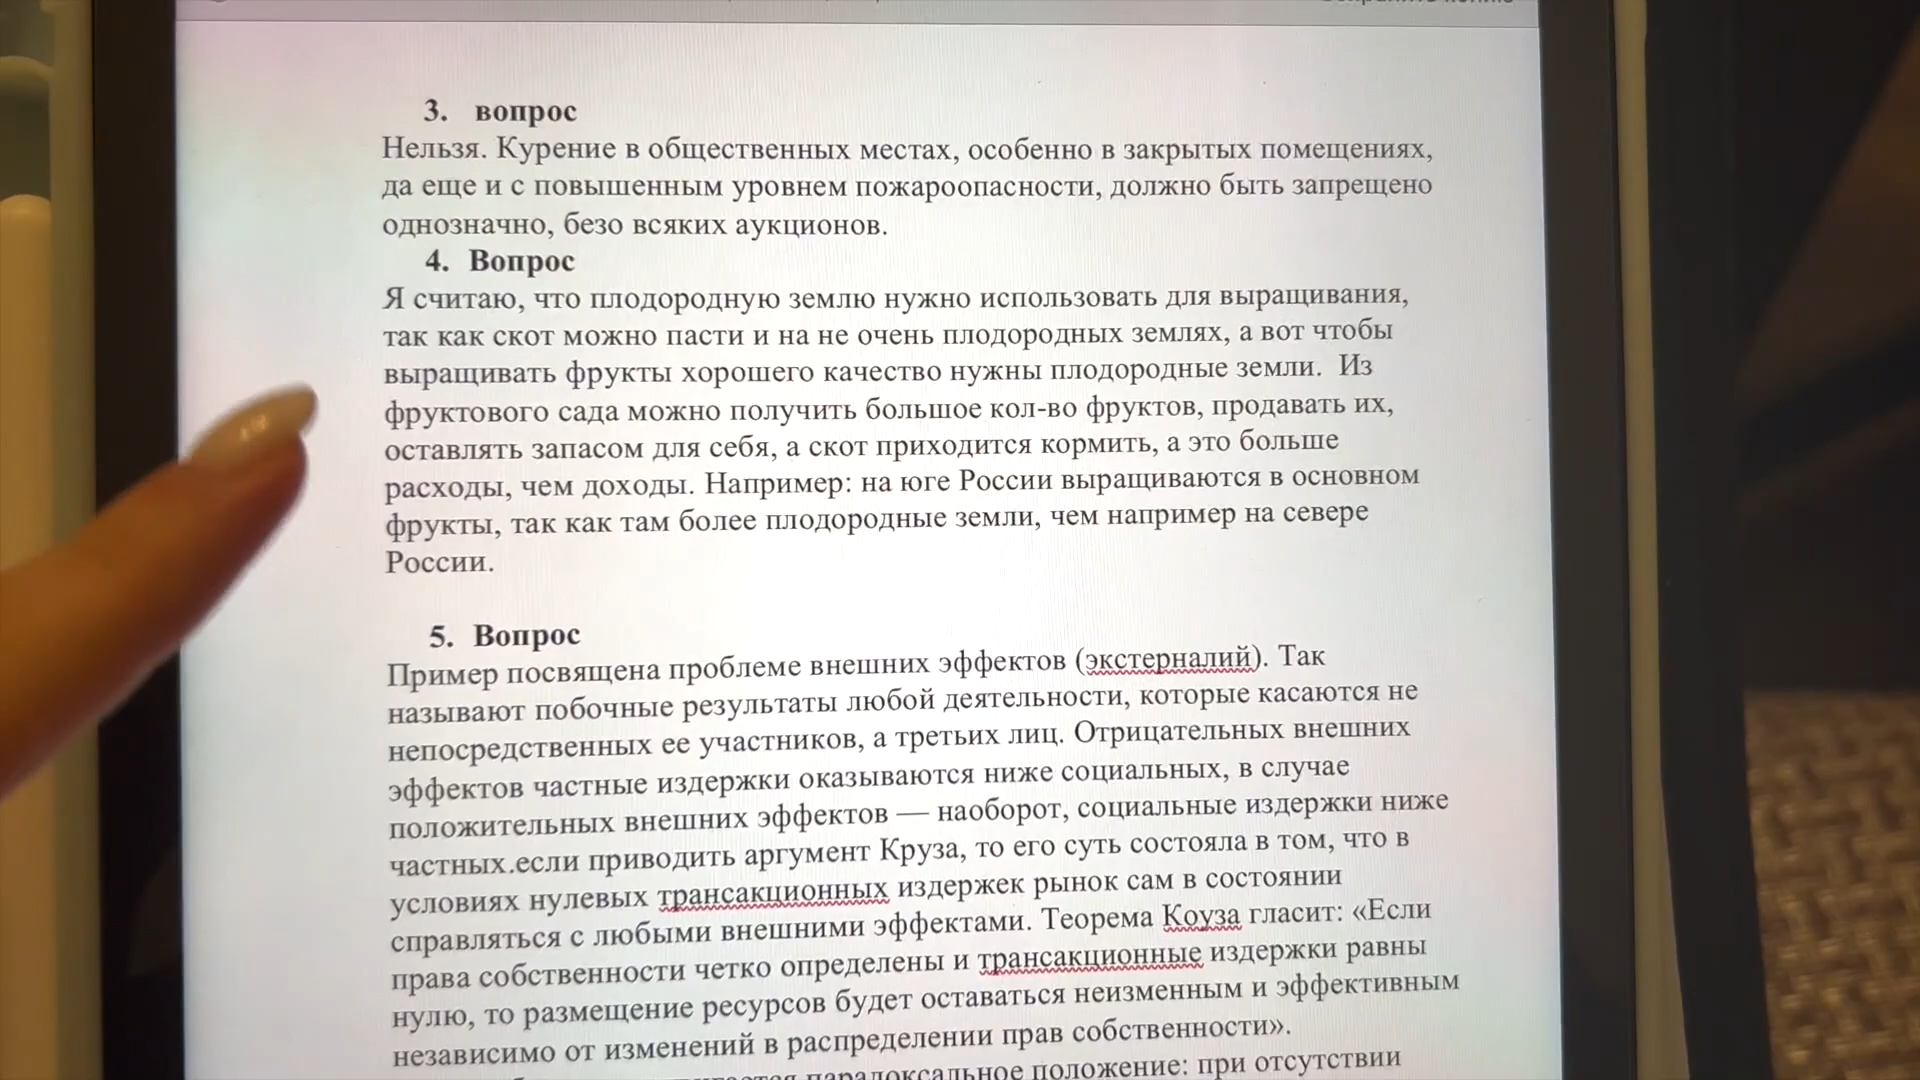 3. вопрос
Нельзя. Курение в общественных местах, особенно в закрытых помещениях,
да еще и с повышенным уровнем пожароопасности, должно быть запрещено
однозначно, безо всяких аукционов.
4. Вопрос
Я считаю, что плодородную землю нужно использовать для выращивания,
так как скот можно пасти и на не очень плодородных землях, а вот чтобы
выращивать фрукты хорошего качество нужны плодородные земли. Из
фруктового сада можно получить большое кол-во фруктов, продавать их,
оставлять запасом для себя, а скот приходится кормить, а это больше
расходы, чем доходы. Например: на юге России выращиваются в основном
фрукты, так как там более плодородные земли, чем например на севере
России.
5. Вопрос
Пример посвящена проблеме внешних эффектов (экстерналий). Так
называют побочные результаты любой деятельности, которые касаются не
непосредственных ее участников, а третьих лиц. Отрицательных внешних
эффектов частные издержки оказываются ниже социальных, в случае
положительных внешних эффектов — наоборот, социальные издержки ниже
частных.если приводить аргумент Круза, то его суть состояла в том, что в
условиях нулевых трансакционных издержек рынок сам в состоянии
справляться с любыми внешними эффектами. Теорема Коуза гласит: «Если
права собственности четко определены и трансакционные издержки равны
нулю, то размещение ресурсов будет оставаться неизменным и эффективным
независимо от изменений в распределении прав собственности».
парадоксальное положение: при отсутствии